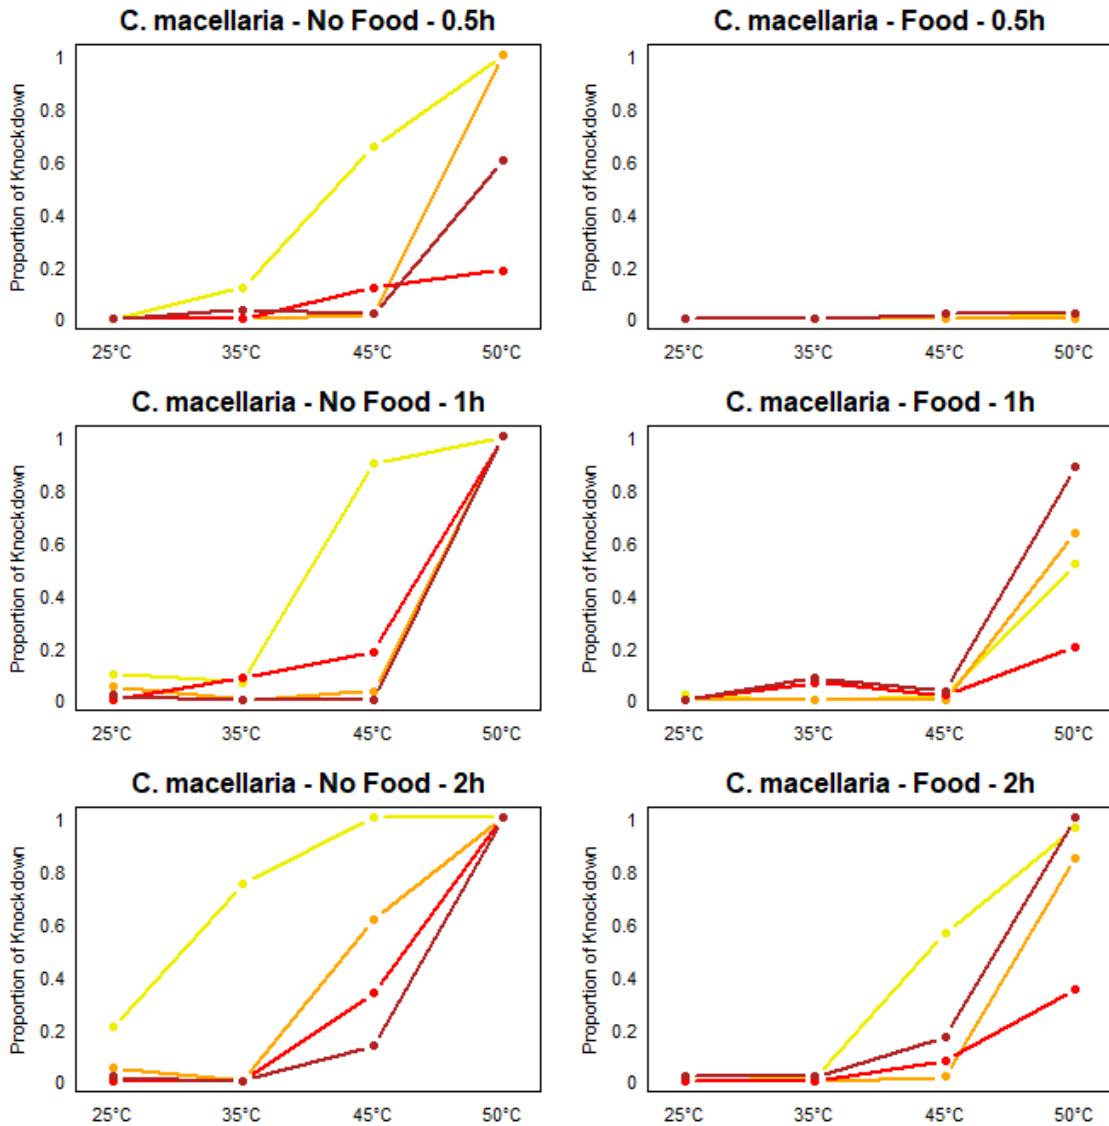 C. macellaria - No Food - 0.5h
Proportion of Knockdown
1
0.8
0.6
0.4
0.2
0
25°C 35°C 45°C 50°C
C. macellaria - Food - 0.5h
Proportion of Knockdown
1
0.8
0.6
0.4
0.2
0
25°C 35°C 45°C 50°C
C. macellaria - No Food - 1h
Proportion of Knockdown
1
0.8
0.6
0.4
0.2
0
25°C 35°C 45°C 50°C
C. macellaria - Food - 1h
Proportion of Knockdown
1
0.8
0.6
0.4
0.2
0
25°C 35°C 45°C 50°C
C. macellaria - No Food - 2h
Proportion of Knockdown
1
0.8
0.6
0.4
0.2
0
25°C 35°C 45°C 50°C
C. macellaria - Food - 2h
Proportion of Knockdown
1
0.8
0.6
0.4
0.2
0
25°C 35°C 45°C 50°C